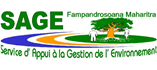 SAGE
Fampandrosoana Maharitra
Service d' Appui à la Gestion de l' Environnement